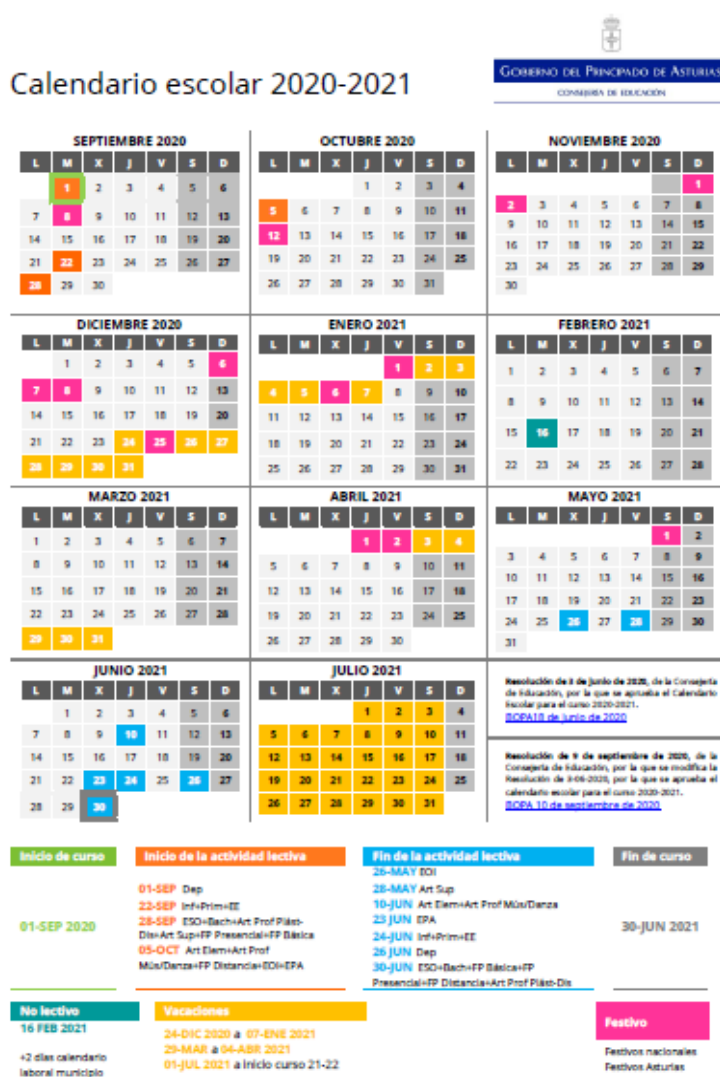 GOBIERNO DEL PRINCIPADO DE ASTURIAS
CONSEJERÍA DE EDUCACIÓN
Calendario escolar 2020-2021
SEPTIEMBRE 2020
L M X J V S D
1 2 3 4 5 6
7 8 9 10 11 12 13
14 15 16 17 18 19 20
21 22 23 24 25 26 27
28 29 30
OCTUBRE 2020
L M X J V S D
1 2 3 4
5 6 7 8 9 10 11
12 13 14 15 16 17 18
19 20 21 22 23 24 25
26 27 28 29 30 31
NOVIEMBRE 2020
L M X J V S D
1
2 3 4 5 6 7 8
9 10 11 12 13 14 15
16 17 18 19 20 21 22
23 24 25 26 27 28 29
30
DICIEMBRE 2020
L M X J V S D
1 2 3 4 5 6
7 8 9 10 11 12 13
14 15 16 17 18 19 20
21 22 23 24 25 26 27
28 29 30 31
ENERO 2021
L M X J V S D
1 2 3
4 5 6 7 8 9 10
11 12 13 14 15 16 17
18 19 20 21 22 23 24
25 26 27 28 29 30 31
FEBRERO 2021
L M X J V S D
1 2 3 4 5 6 7
8 9 10 11 12 13 14
15 16 17 18 19 20 21
22 23 24 25 26 27 28
MARZO 2021
L M X J V S D
1 2 3 4 5 6 7
8 9 10 11 12 13 14
15 16 17 18 19 20 21
22 23 24 25 26 27 28
29 30 31
ABRIL 2021
L M X J V S D
1 2 3 4
5 6 7 8 9 10 11
12 13 14 15 16 17 18
19 20 21 22 23 24 25
26 27 28 29 30
MAYO 2021
L M X J V S D
1 2
3 4 5 6 7 8 9
10 11 12 13 14 15 16
17 18 19 20 21 22 23
24 25 26 27 28 29 30
31
JUNIO 2021
L M X J V S D
1 2 3 4 5 6
7 8 9 10 11 12 13
14 15 16 17 18 19 20
21 22 23 24 25 26 27
28 29 30
JULIO 2021
L M X J V S D
1 2 3 4
5 6 7 8 9 10 11
12 13 14 15 16 17 18
19 20 21 22 23 24 25
26 27 28 29 30 31
Resolución de 3 de junio de 2020, de la Consejería
de Educación, por la que se aprueba el Calendario
Escolar para el curso 2020-2021.
BOPA18 de junio de 2020
Resolución de 9 de septiembre de 2020, de la
Consejería de Educación, por la que se modifica la
Resolución de 3-06-2020, por la que se aprueba el
calendario escolar para el curso 2020-2021.
BOPA 10 de septiembre de 2020
Inicio de curso
01-SEP 2020
Inicio de la actividad lectiva
01-SEP Dep
22-SEP Inf+Prim+EE
28-SEP ESO+Bach+Art Prof Plást-
Dis+Art Sup+FP Presencial+FP Básica
05-OCT Art Elem+Art Prof
Mús/Danza+FP Distancia+EOI+EPA
Fin de la actividad lectiva
26-MAY EOI
28-MAY Art Sup
10-JUN Art Elem+Art Prof Mús/Danza
23 JUN EPA
24-JUN Inf+Prim+EE
26 JUN Dep
30-JUN ESO+Bach+FP Básica+FP
Presencial+FP Distancia+Art Prof Plást-Dis
Fin de curso
30-JUN 2021
No lectivo
16 FEB 2021
+2 días calendario
laboral municipio
Vacaciones
24-DIC 2020 a 07-ENE 2021
29-MAR a 04-ABR 2021
01-JUL 2021 a inicio curso 21-22
Festivo
Festivos nacionales
Festivos Asturias